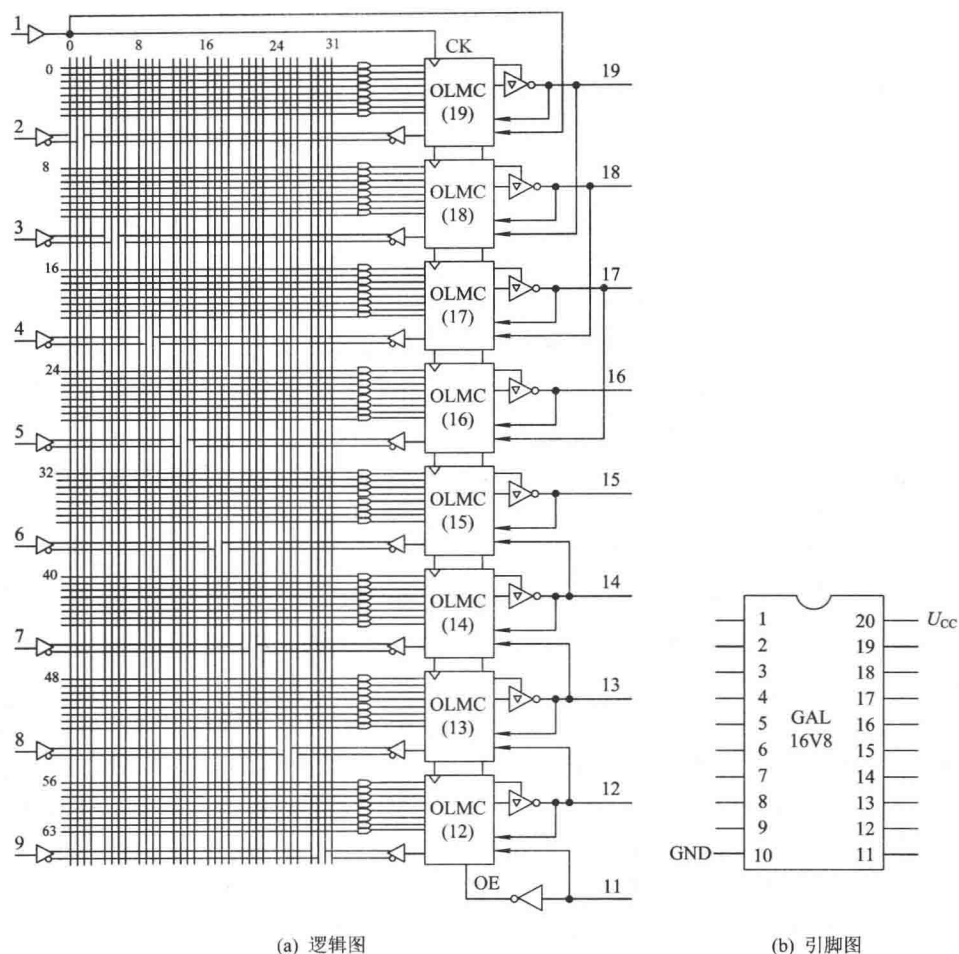 1
0 8 16 24 31
CK
0
OLMC
(19)
19
2
8
OLMC
(18)
18
3
16
OLMC
(17)
17
4
24
OLMC
(16)
16
5
32
OLMC
(15)
15
6
40
OLMC
(14)
14
7
48
OLMC
(13)
13
8
56
OLMC
(12)
12
63
9
OE
11
(a) 逻辑图
1 20 UCC
2 19
3 18
4 17
5 16
6 15
7 14
8 13
9 12
GND 10 11
GAL
16V8
(b) 引脚图